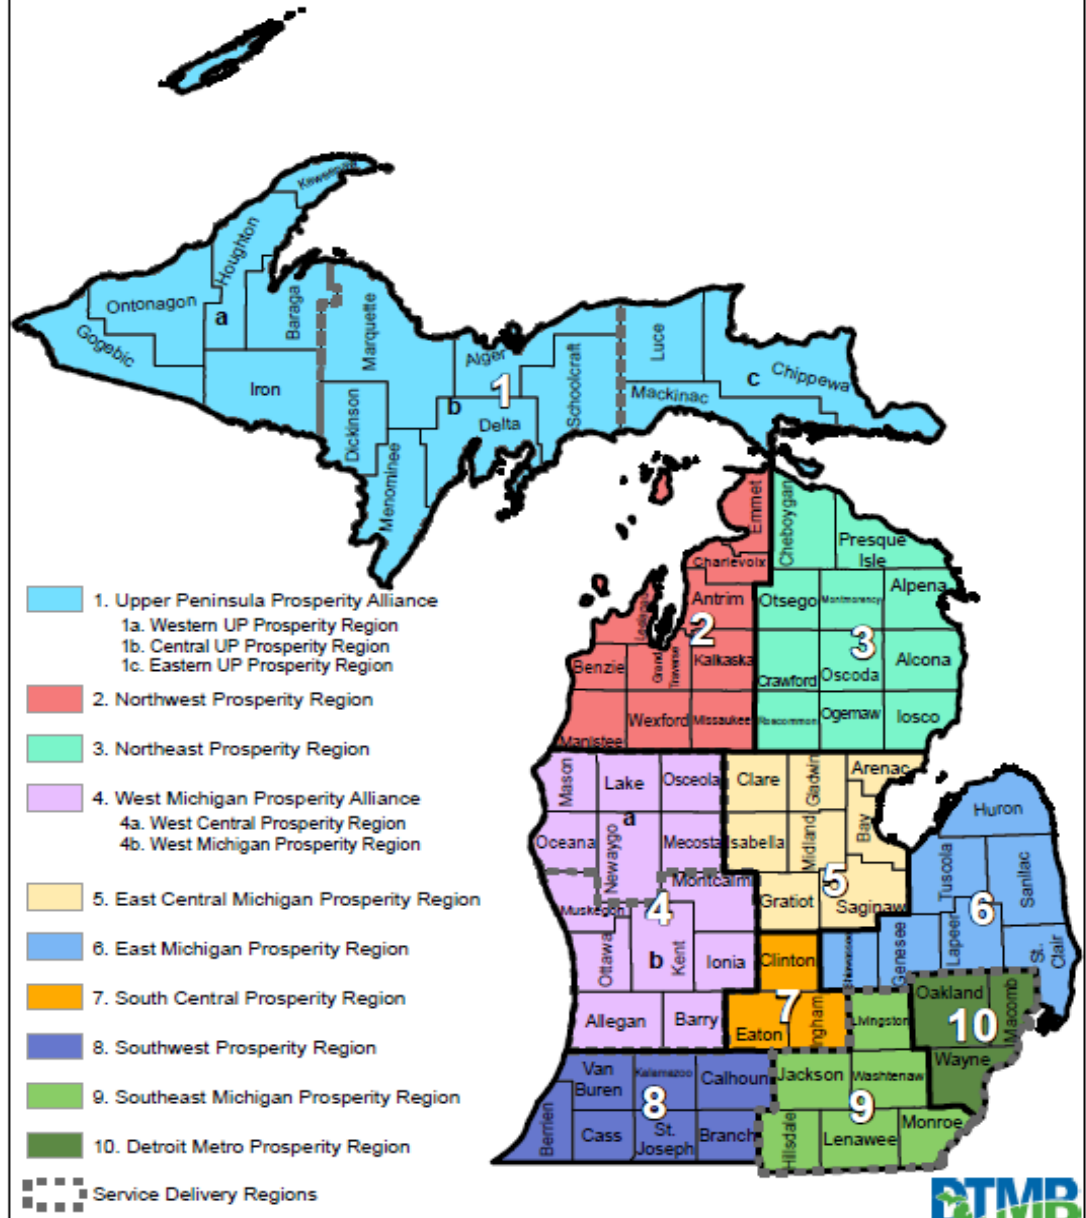 Keweenaw
Houghton
Ontonagon
Baraga
Marquette
a
Gogebic
Iron
Luce
Alger
Schoolcraft
c
Chippewa
1
b
Mackinac
Dickinson
Delta
Menominee
Emmet
Cheboygan
Presque
Isle
Charlevoix
Alpena
Antrim
Otsego
Montmorency
Leelanau
2
3
Benzie
Grand
Traverse
Kalkaska
Crawford
Oscoda
Alcona
Manistee
Wexford
Missaukee
Roscommon
Ogemaw
Iosco
Mason
Lake
Osceola
Clare
Gladwin
Arenac
a
Oceana
Newaygo
Mecosta
Isabella
Midland
Bay
Huron
Montcalm
5
Tuscola
Sanilac
Muskegon
4
Gratiot
Saginaw
6
Ottawa
b
Kent
Ionia
Clinton
Shiawassee
Genesee
Lapeer
St.
Clair
Allegan
Barry
7
Eaton
Ingham
Livingston
Oakland
10
Macomb
Van
Buren
Kalamazoo
Calhoun
Jackson
Washtenaw
Wayne
Berrien
Cass
8
St.
Joseph
Branch
Hillsdale
9
Lenawee
Monroe
1. Upper Peninsula Prosperity Alliance
1a. Western UP Prosperity Region
1b. Central UP Prosperity Region
1c. Eastern UP Prosperity Region
2. Northwest Prosperity Region
3. Northeast Prosperity Region
4. West Michigan Prosperity Alliance
4a. West Central Prosperity Region
4b. West Michigan Prosperity Region
5. East Central Michigan Prosperity Region
6. East Michigan Prosperity Region
7. South Central Prosperity Region
8. Southwest Prosperity Region
9. Southeast Michigan Prosperity Region
10. Detroit Metro Prosperity Region
Service Delivery Regions
DTMB